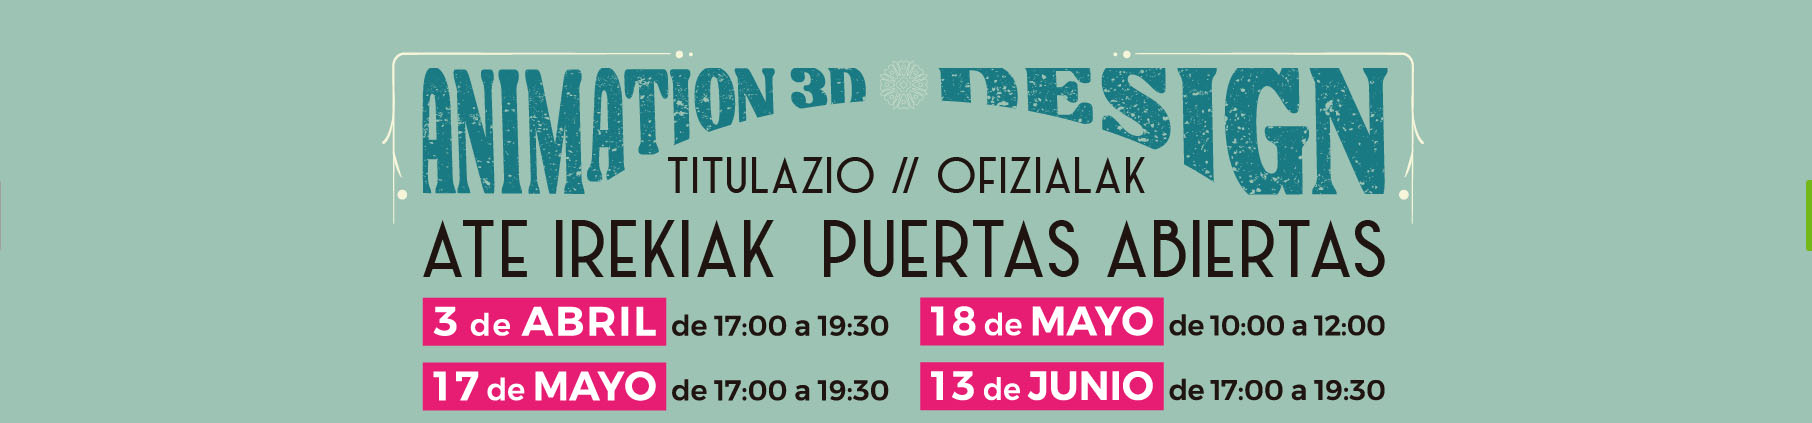 ANIMATION 3D DESIGN
TITULAZIO // OFIZIALAK
ATE IREKIAK PUERTAS ABIERTAS
3 de ABRIL de 17:00 a 19:30
18 de MAYO de 10:00 a 12:00
17 de MAYO de 17:00 a 19:30
13 de JUNIO de 17:00 a 19:30